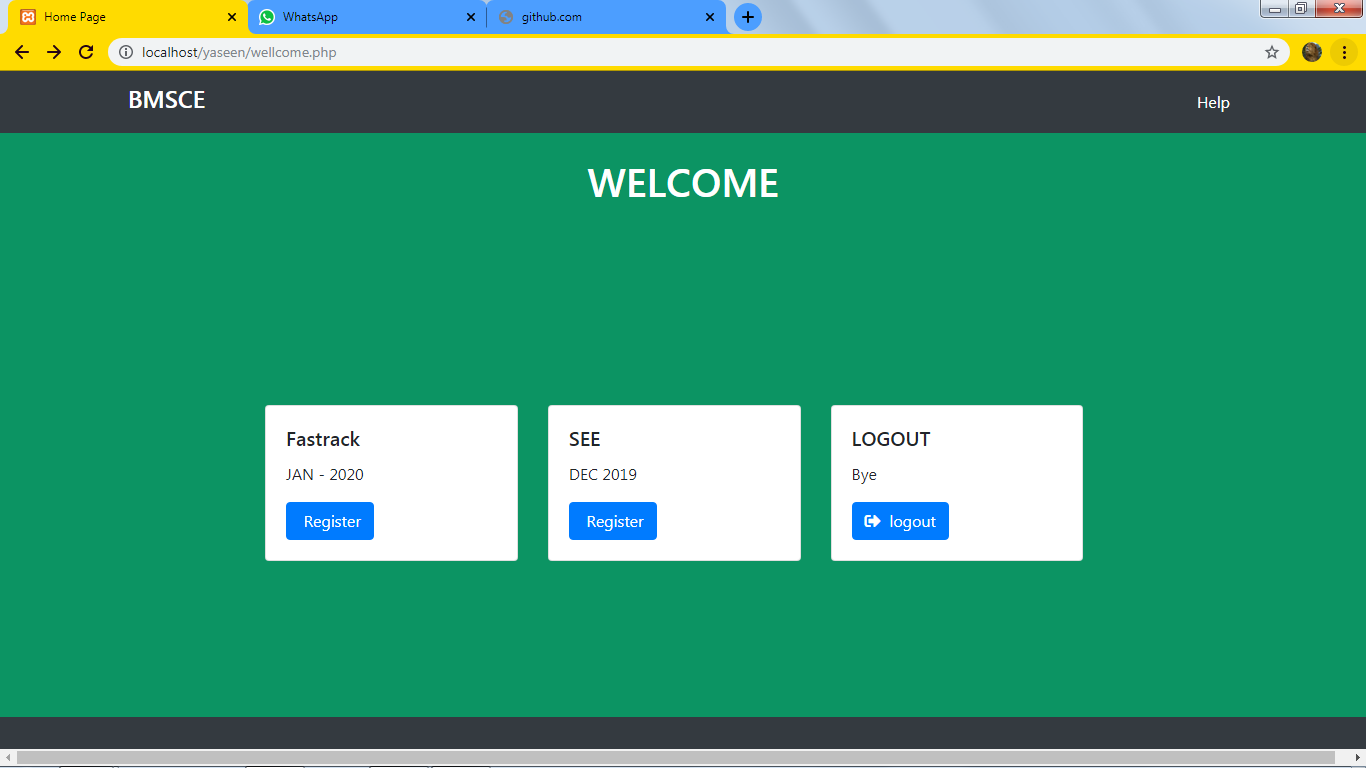 Home Page
WhatsApp
github.com
localhost/yaseen/wellcome.php
BMSCE
Help
WELCOME
Fastrack
JAN - 2020
Register
SEE
DEC 2019
Register
LOGOUT
Bye
logout